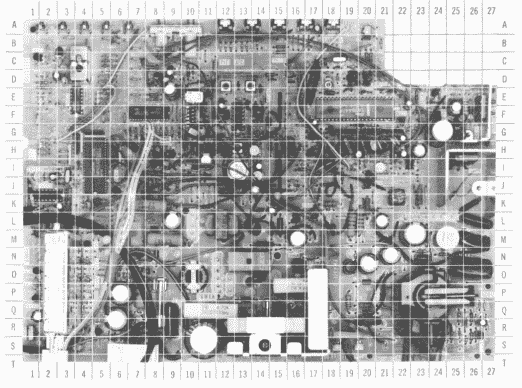 1 2 3 4 5 6 7 8 9 10 11 12 13 14 15 16 17 18 19 20 21 22 23 24 25 26 27
A A
B B
C C
D D
E E
F F
G G
H H
I I
J J
K K
L L
M M
N N
O O
P P
Q Q
R R
S S
T T
1 2 3 4 5 6 7 8 9 10 11 12 13 14 15 16 17 18 19 20 21 22 23 24 25 26 27